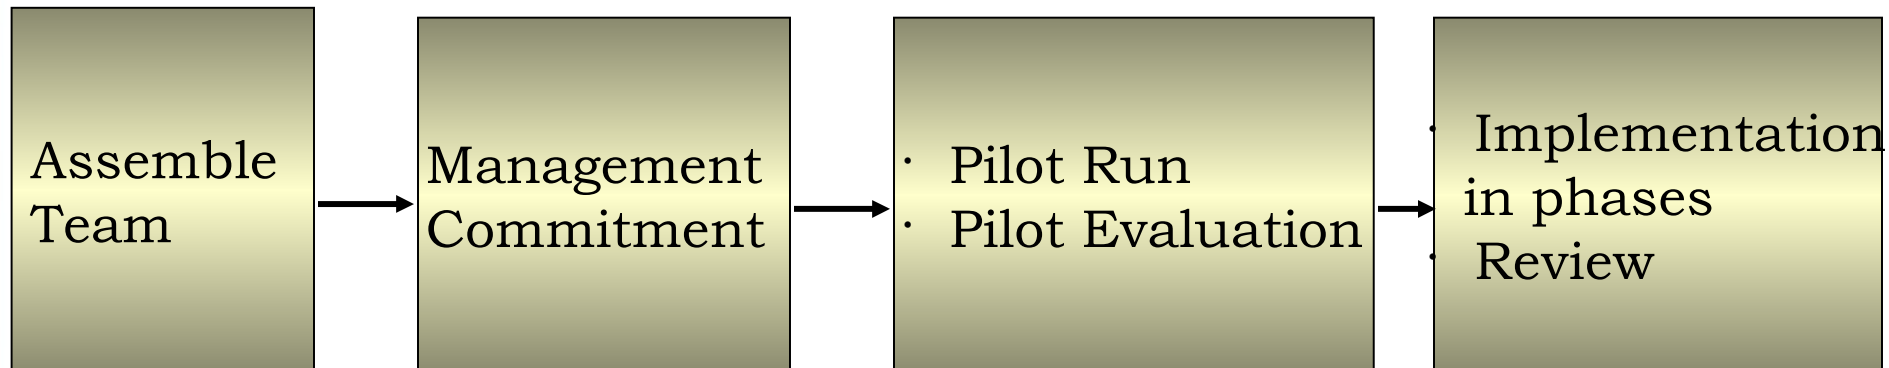 Assemble
Team
Management
Commitment
· Pilot Run
· Pilot Evaluation
· Implementation
in phases
· Review